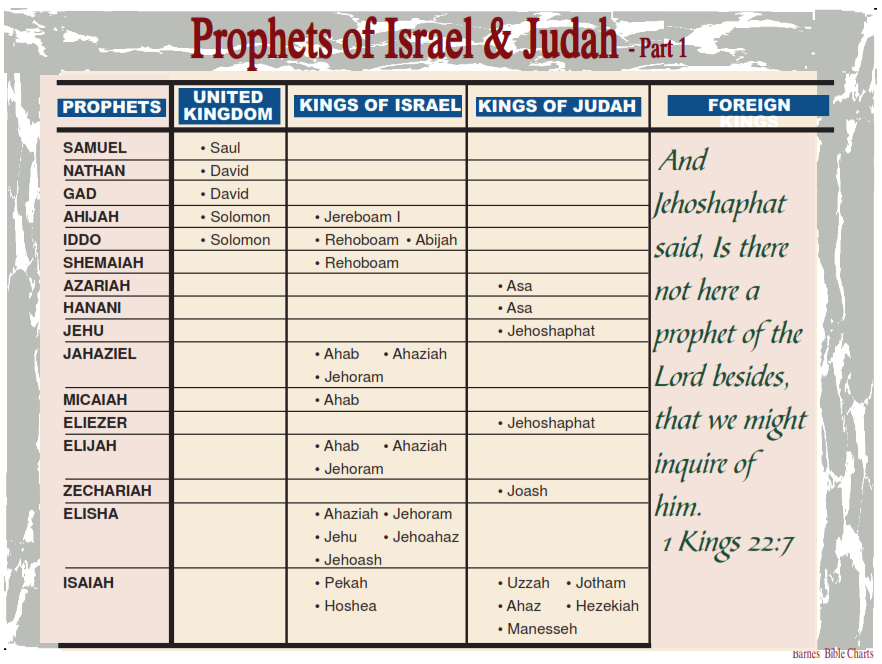 Prophets of Israel & Judah - Part 1
PROPHETS UNITED KINGDOM KINGS OF ISRAEL KINGS OF JUDAH FOREIGN KINGS
SAMUEL • Saul
NATHAN • David
GAD • David
AHIJAH • Solomon • Jereboam I
IDDO • Solomon • Rehoboam • Abijah
SHEMAIAH • Rehoboam
AZARIAH • Asa
HANANI • Asa
JEHU • Jehoshaphat
JAHAZIEL • Ahab • Ahaziah
• Jehoram
MICAIAH • Ahab
ELIEZER • Jehoshaphat
ELIJAH • Ahab • Ahaziah
• Jehoram
ZECHARIAH • Joash
ELISHA • Ahaziah • Jehoram
• Jehu • Jehoahaz
• Jehoash
ISAIAH • Pekah • Uzzah • Jotham
• Hoshea • Ahaz • Hezekiah
• Manesseh
And
Jehoshaphat
said, Is there
not here a
prophet of the
Lord besides,
that we might
inquire of
him.
1 Kings 22:7
Barnes' Bible Charts